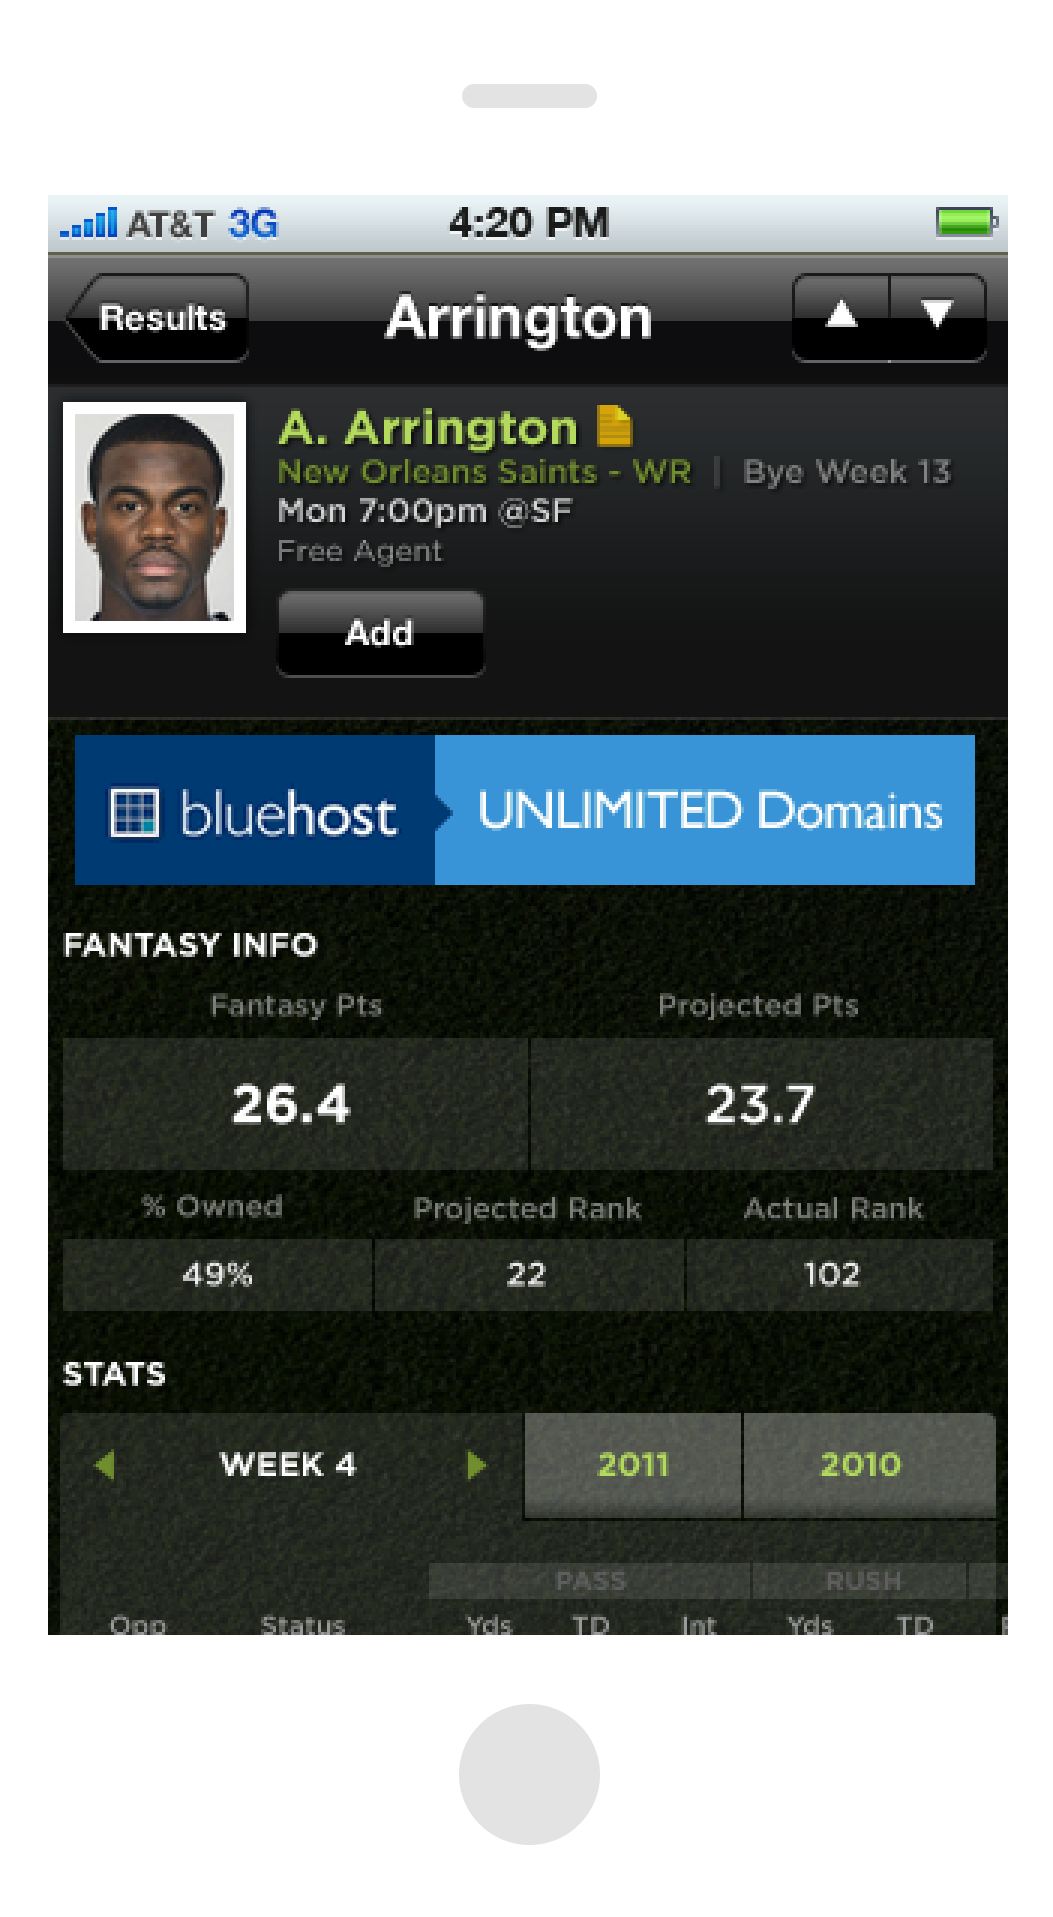 AT&T 3G 4:20 PM
Results Arrington
A. Arrington
New Orleans Saints - WR | Bye Week 13
Mon 7:00pm @SF
Free Agent
Add
bluehost UNLIMITED Domains
FANTASY INFO
Fantasy Pts Projected Pts
26.4 23.7
% Owned Projected Rank Actual Rank
49% 22 102
STATS
WEEK 4 2011 2010
PASS RUSH
Opp Status Yds TD Int Yds TD